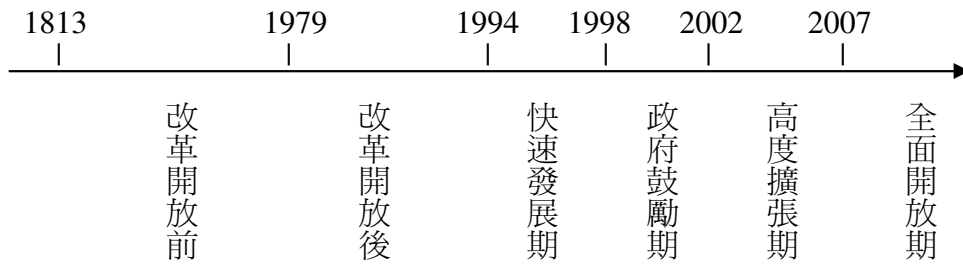 1813 1979 1994 1998 2002 2007
改革開放前
改革開放後
快速發展期
政府鼓勵期
高度擴張期
全面開放期